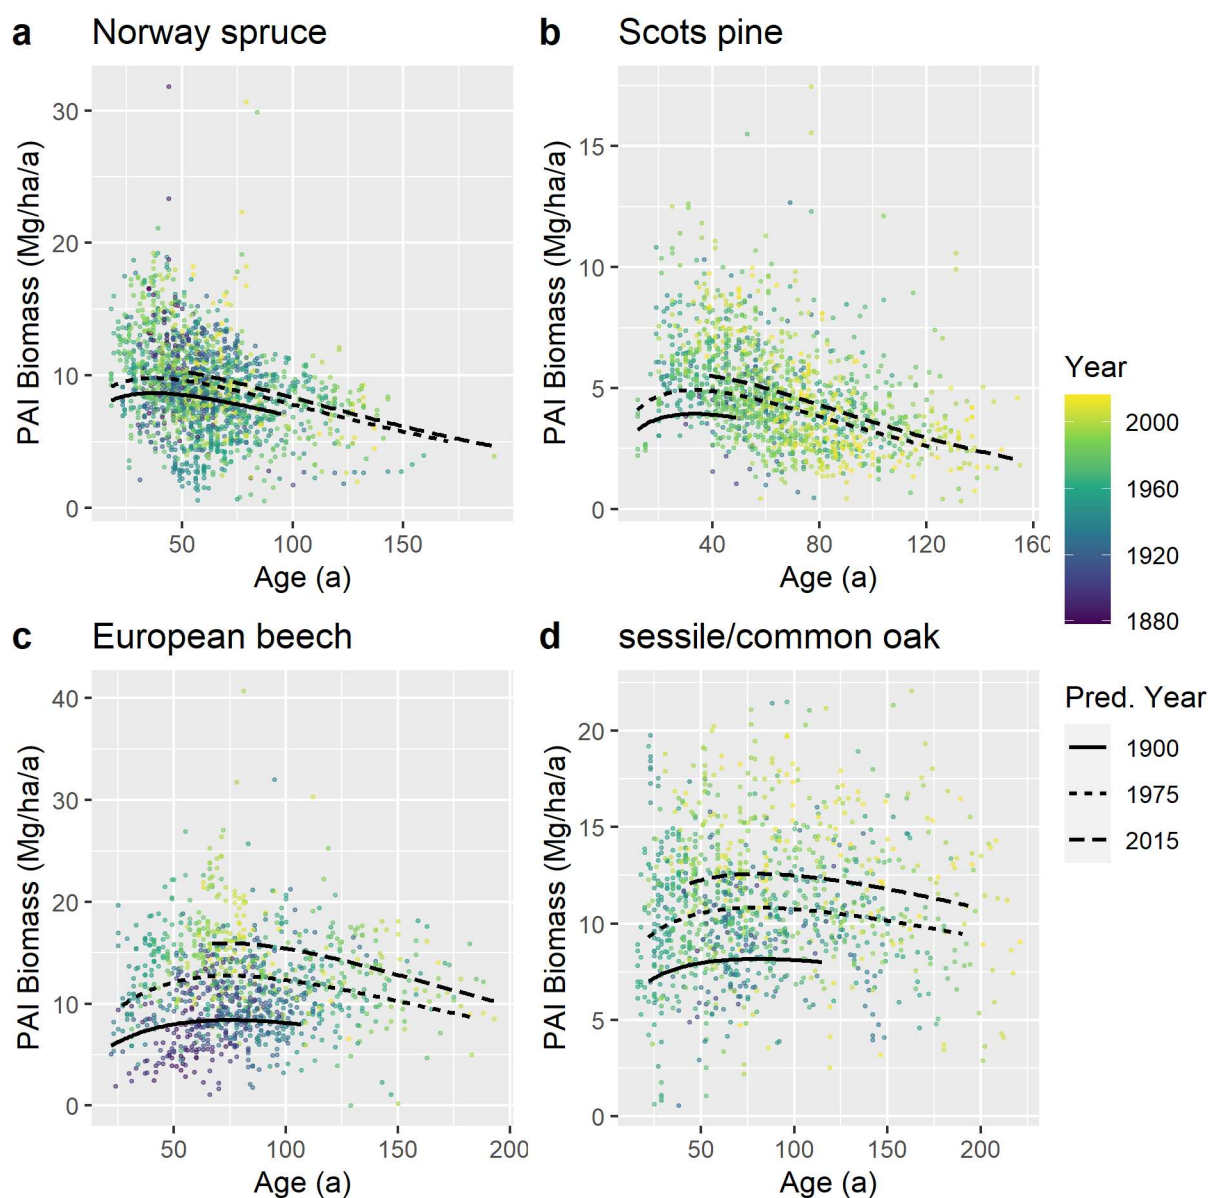 a Norway spruce
PAI Biomass (Mg/ha/a)
30
20
10
0
50 100 150
Age (a)
b Scots pine
PAI Biomass (Mg/ha/a)
15
10
5
0
40 80 120 160
Age (a)
Year
2000
1960
1920
1880
c European beech
PAI Biomass (Mg/ha/a)
40
30
20
10
0
50 100 150 200
Age (a)
d sessile/common oak
PAI Biomass (Mg/ha/a)
20
15
10
5
0
50 100 150 200
Age (a)
Pred. Year
1900
1975
2015